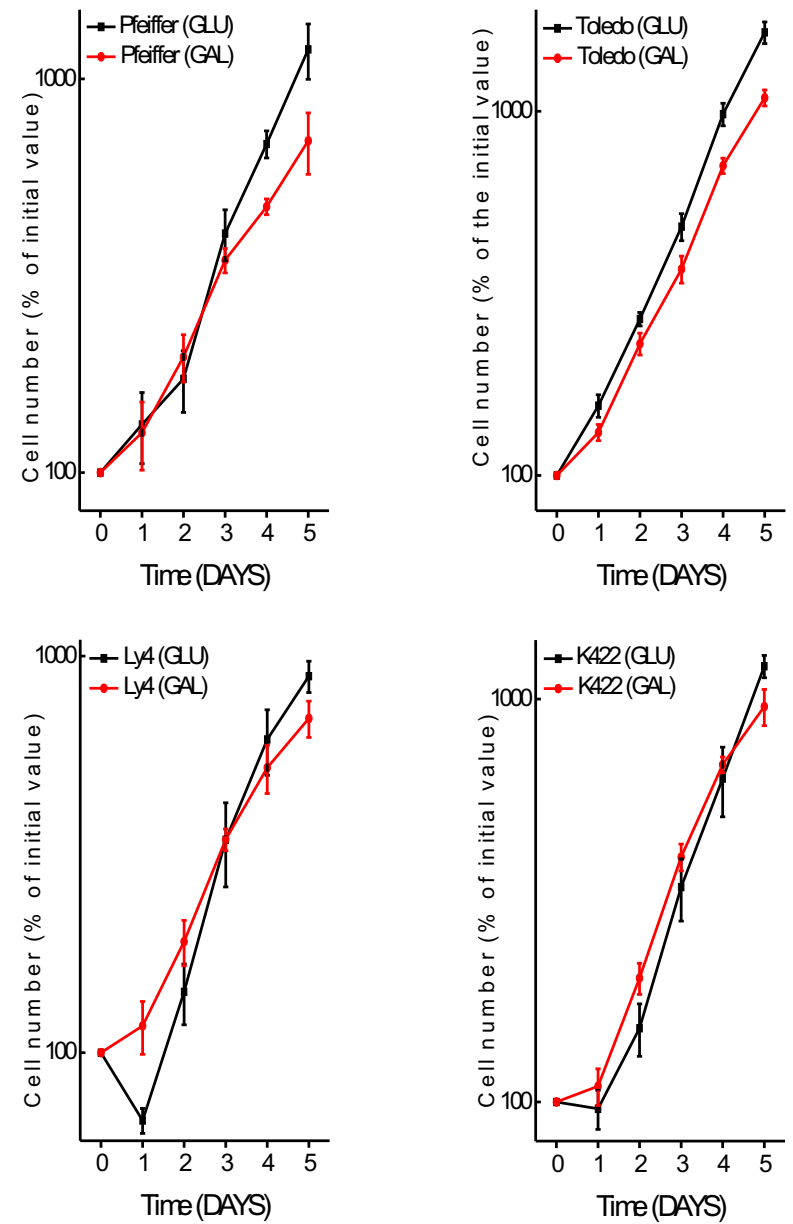 Pfeiffer (GLU)
Pfeiffer (GAL)
Cell number (% of initial value)
1000
100
0 1 2 3 4 5
Time (DAYS)
Toledo (GLU)
Toledo (GAL)
Cell number (% of the initial value)
1000
100
0 1 2 3 4 5
Time (DAYS)
Ly4 (GLU)
Ly4 (GAL)
Cell number (% of initial value)
1000
100
0 1 2 3 4 5
Time (DAYS)
K422 (GLU)
K422 (GAL)
Cell number (% of initial value)
1000
100
0 1 2 3 4 5
Time (DAYS)